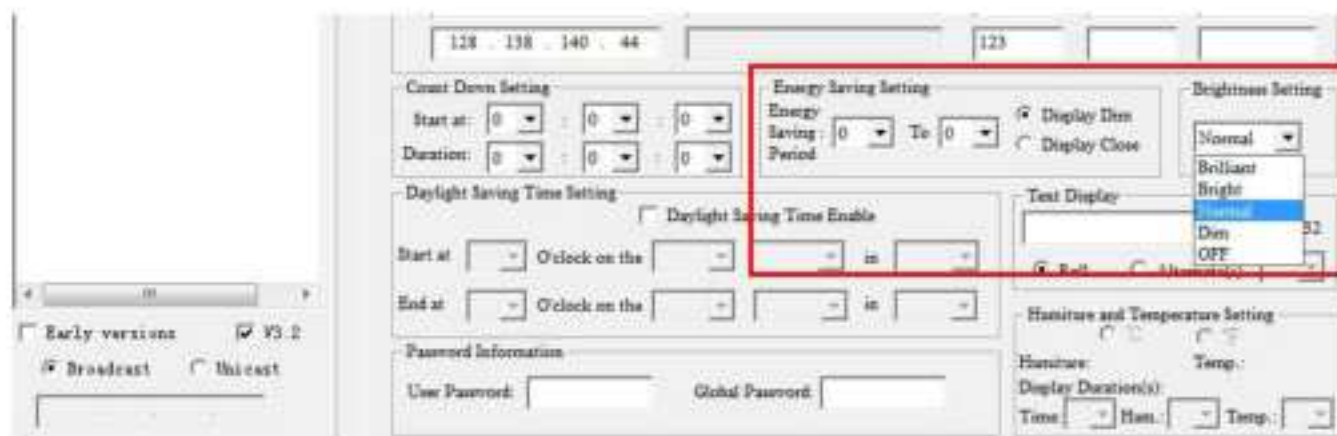 128 . 138 . 140 . 44
123
Count Down Setting
Start at: 0 : 0 : 0
Duration: 0 : 0 : 0
Energy Saving Setting
Energy Saving : Period 0 To 0
Display Dim
Display Close
Brightness Setting
Normal
Brilliant
Bright
Normal
Dim
OFF
Daylight Saving Time Setting
Daylight Saving Time Enable
Start at O'clock on the in
End at O'clock on the in
Text Display
32
Roll
Early versions V3.2
Broadcast Unicast
Password Information
User Password: Global Password:
Humiture and Temperature Setting
Humiture: Temp.:
Display Duration(s):
Time: Hum.: Temp.: